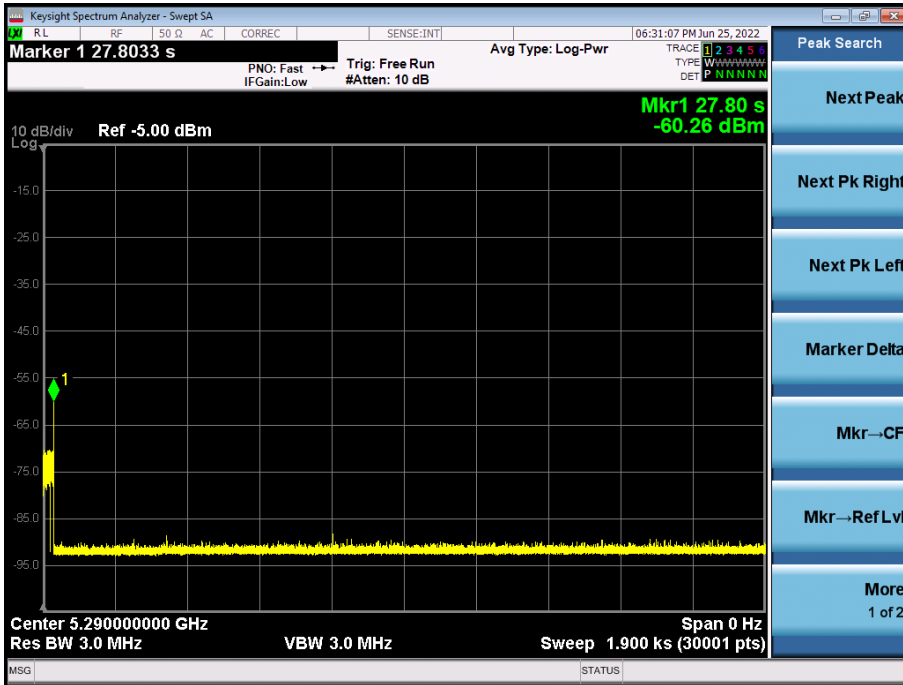 Keysight Spectrum Analyzer - Swept SA
LXI RL RF 50 Ω AC CORREC SENSE:INT 06:31:07 PM Jun 25, 2022
Marker 1 27.8033 s
Avg Type: Log-Pwr
TRACE 1 2 3 4 5 6
TYPE WWWWWW
DET P N N N N N
PNO: Fast
IFGain:Low
Trig: Free Run
#Atten: 10 dB
Mkr1 27.80 s
-60.26 dBm
10 dB/div
Log
Ref -5.00 dBm
-15.0
-25.0
-35.0
-45.0
-55.0
1
-65.0
-75.0
-85.0
-95.0
Center 5.290000000 GHz
Span 0 Hz
Res BW 3.0 MHz
VBW 3.0 MHz
Sweep 1.900 ks (30001 pts)
MSG
STATUS
Peak Search
Next Peak
Next Pk Right
Next Pk Left
Marker Delta
Mkr→CF
Mkr→Ref Lvl
More
1 of 2